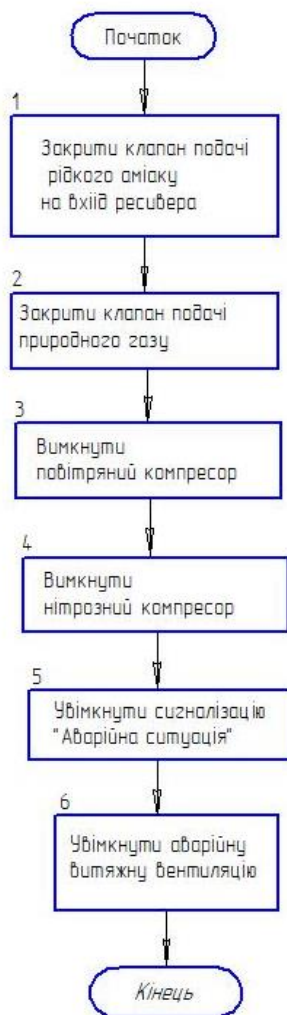 Початок
1
Закрити клапан подачі
рідкого аміаку
на вхіід ресивера
2
Закрити клапан подачі
природного газу
3
Вимкнути
повітряний компресор
4
Вимкнути
нітрозний компресор
5
Увімкнути сигналізацію
"Аварійна ситуація"
6
Увімкнути аварійну
витяжну вентиляцію
Кінець